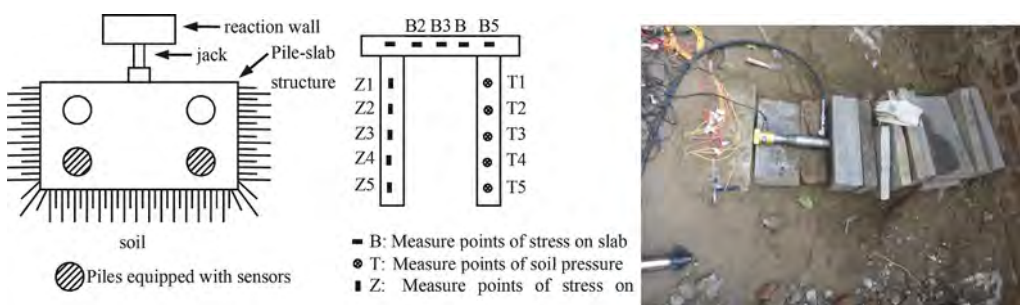 reaction wall
jack
Pile-slab
structure
soil
Piles equipped with sensors
B2 B3 B B5
Z1 T1
Z2 T2
Z3 T3
Z4 T4
Z5 T5
B: Measure points of stress on slab
T: Measure points of soil pressure
Z: Measure points of stress on